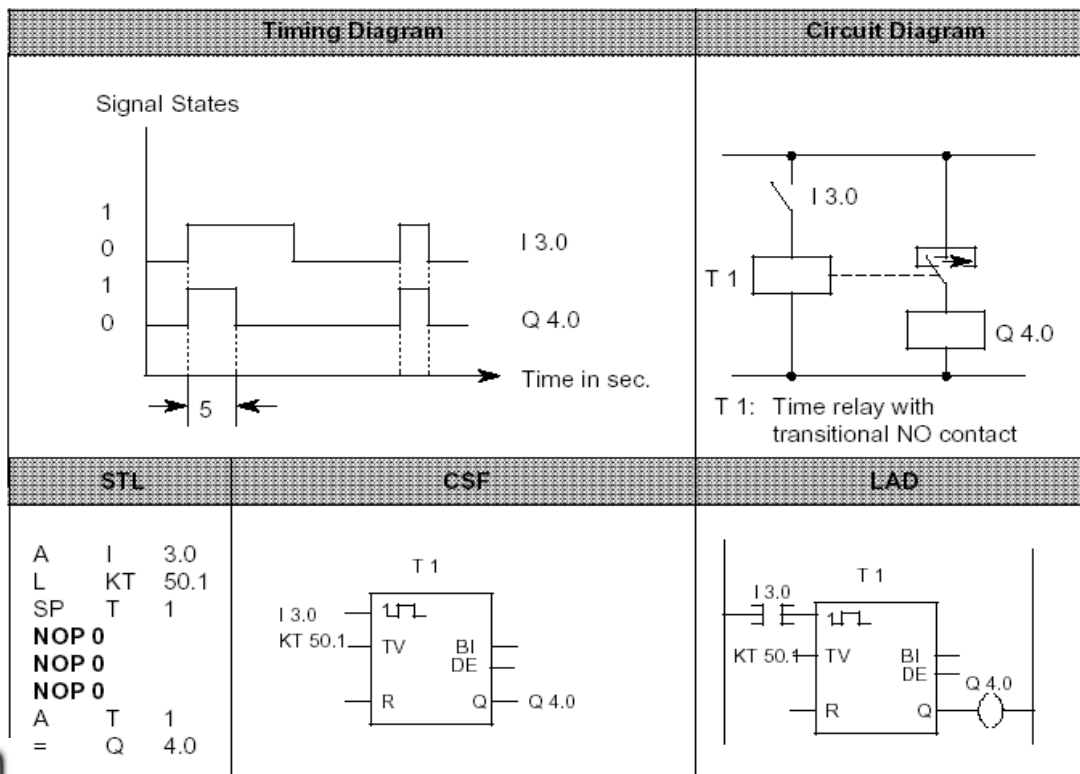 Timing Diagram
Circuit Diagram
Signal States
1
0
I 3.0
1
0
Q 4.0
Time in sec.
5
I 3.0
T 1
Q 4.0
T 1: Time relay with
transitional NO contact
STL
CSF
LAD
A I 3.0
L KT 50.1
SP T 1
NOP 0
NOP 0
NOP 0
A T 1
= Q 4.0
T 1
I 3.0
1
KT 50.1
TV
BI
DE
R
Q
Q 4.0
T 1
I 3.0
1
KT 50.1
TV
BI
DE
Q 4.0
R
Q